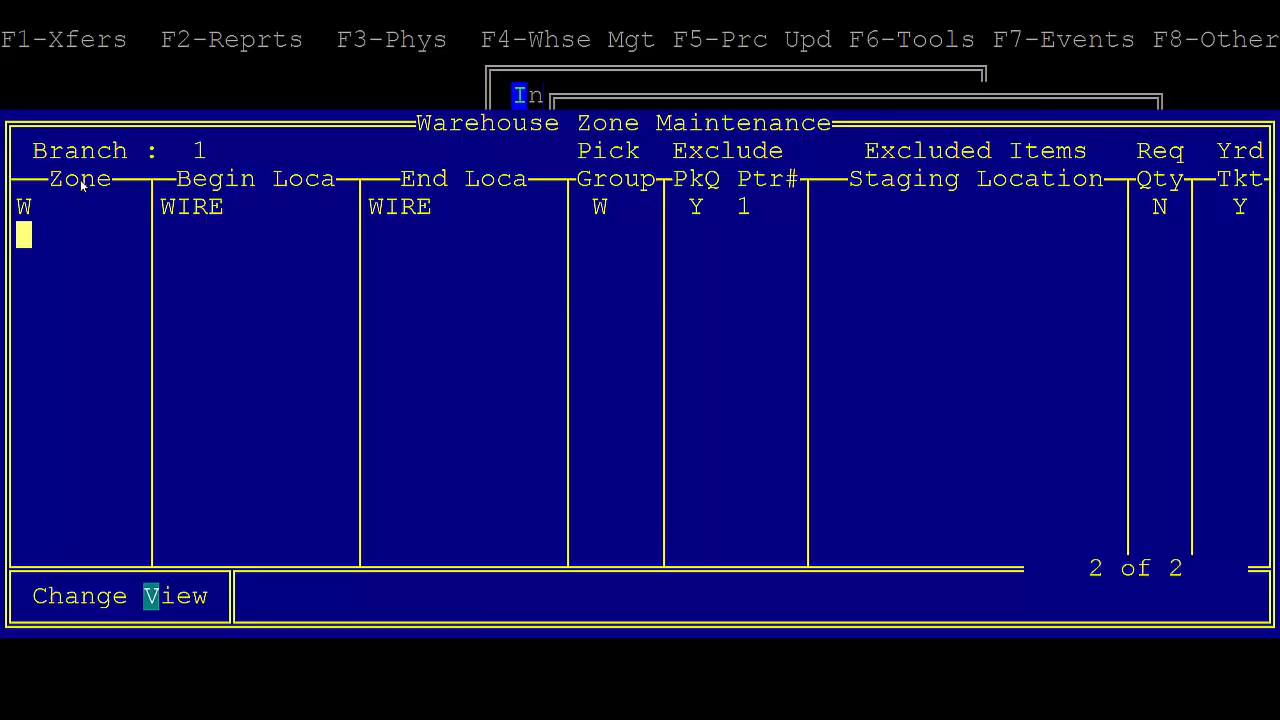 F1-Xfers F2-Reprts F3-Phys F4-Whse Mgt F5-Prc Upd F6-Tools F7-Events F8-Other
In
Warehouse Zone Maintenance
Branch : 1 Pick Exclude Excluded Items Req Yrd
Zone Begin Loca End Loca Group PkQ Ptr# Staging Location Qty Tkt
W WIRE WIRE W Y 1 N Y
2 of 2
Change View